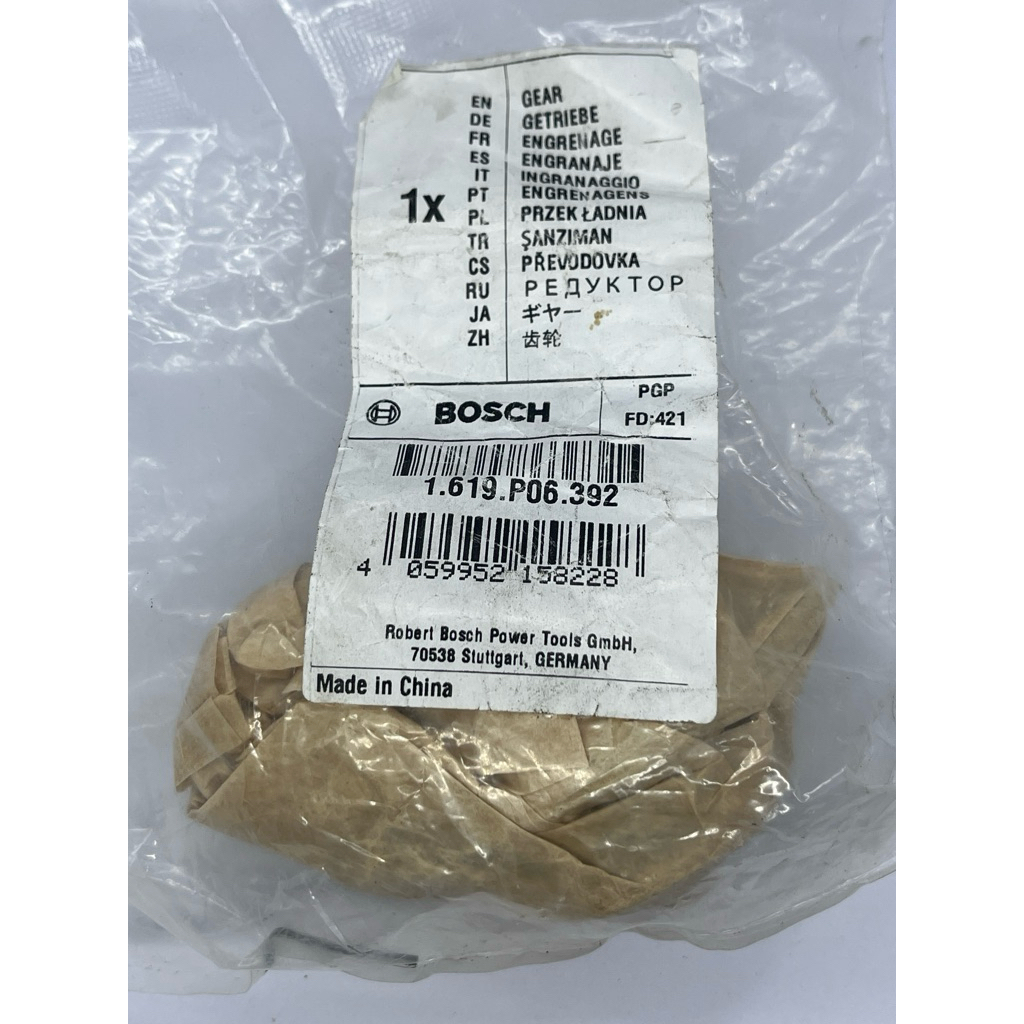 1x
EN GEAR
DE GETRIEBE
FR ENGRENAGE
ES ENGRANAJE
IT INGRANAGGIO
PT ENGRENAGENS
PL PRZEKŁADNIA
TR ŞANZIMAN
CS PŘEVODOVKA
RU РЕДУКТОР
JA ギヤー
ZH 齿轮
BOSCH
PGP
FD:421
1.619.P06.392
4 059952 158228
Robert Bosch Power Tools GmbH,
70538 Stuttgart, GERMANY
Made in China